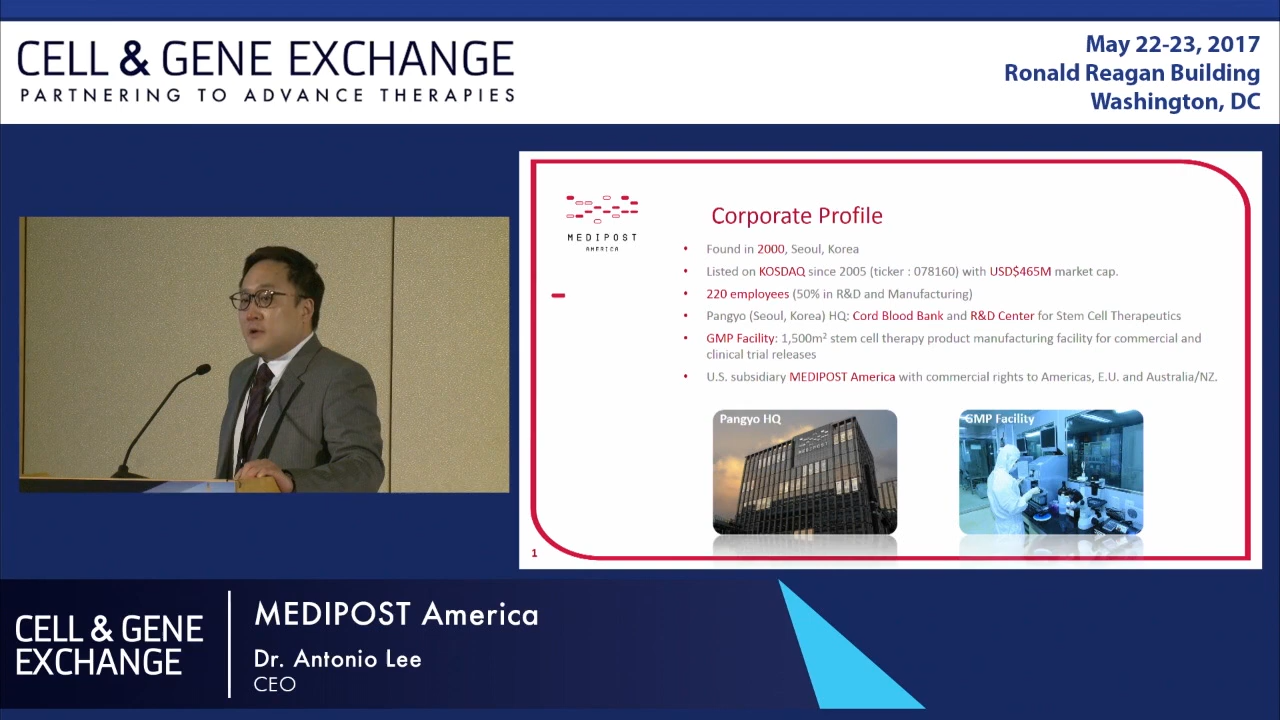 CELL & GENE EXCHANGE
PARTNERING TO ADVANCE THERAPIES
May 22-23, 2017
Ronald Reagan Building
Washington, DC
MEDIPOST
AMERICA
Corporate Profile
• Found in 2000, Seoul, Korea
• Listed on KOSDAQ since 2005 (ticker : 078160) with USD$465M market cap.
• 220 employees (50% in R&D and Manufacturing)
• Pangyo (Seoul, Korea) HQ: Cord Blood Bank and R&D Center for Stem Cell Therapeutics
• GMP Facility: 1,500m² stem cell therapy product manufacturing facility for commercial and
clinical trial releases
• U.S. subsidiary MEDIPOST America with commercial rights to Americas, E.U. and Australia/NZ.
Pangyo HQ
GMP Facility
MEDIPOST
1
CELL & GENE
EXCHANGE
MEDIPOST America
Dr. Antonio Lee
CEO